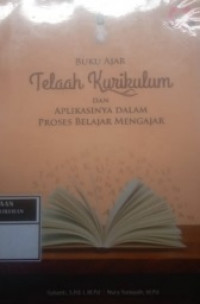 BUKU AJAR
Telaah Kurikulum
DAN
APLIKASINYA DALAM
PROSES BELAJAR MENGAJAR